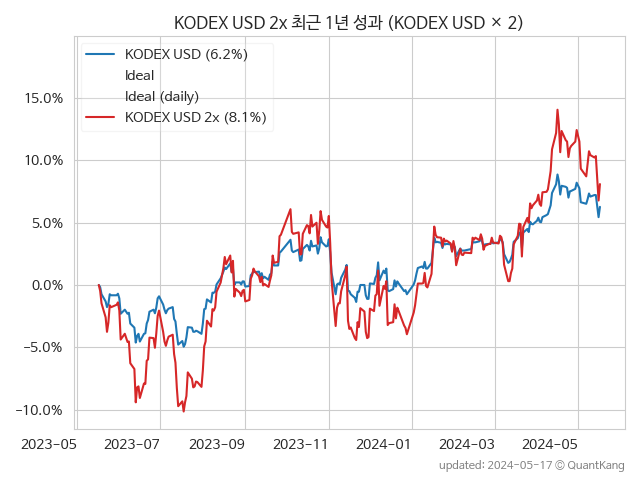 KODEX USD 2x 최근 1년 성과 (KODEX USD × 2)
KODEX USD (6.2%)
Ideal
Ideal (daily)
KODEX USD 2x (8.1%)
15.0%
10.0%
5.0%
0.0%
−5.0%
−10.0%
2023-05 2023-07 2023-09 2023-11 2024-01 2024-03 2024-05
updated: 2024-05-17 © QuantKang